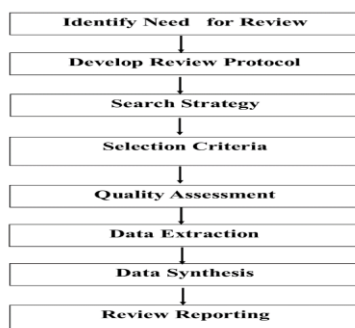 Identify Need for Review
Develop Review Protocol
Search Strategy
Selection Criteria
Quality Assessment
Data Extraction
Data Synthesis
Review Reporting